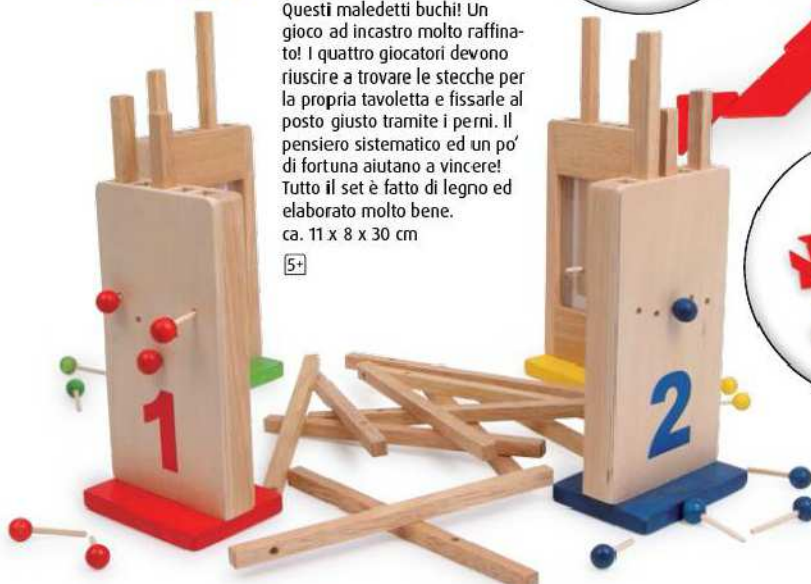 Questi maledetti buchi! Un
gioco ad incastro molto raffina-
to! I quattro giocatori devono
riuscire a trovare le stecche per
la propria tavoletta e fissarle al
posto giusto tramite i perni. Il
pensiero sistematico ed un po'
di fortuna aiutano a vincere!
Tutto il set è fatto di legno ed
elaborato molto bene.
ca. 11 x 8 x 30 cm
5+
1
2